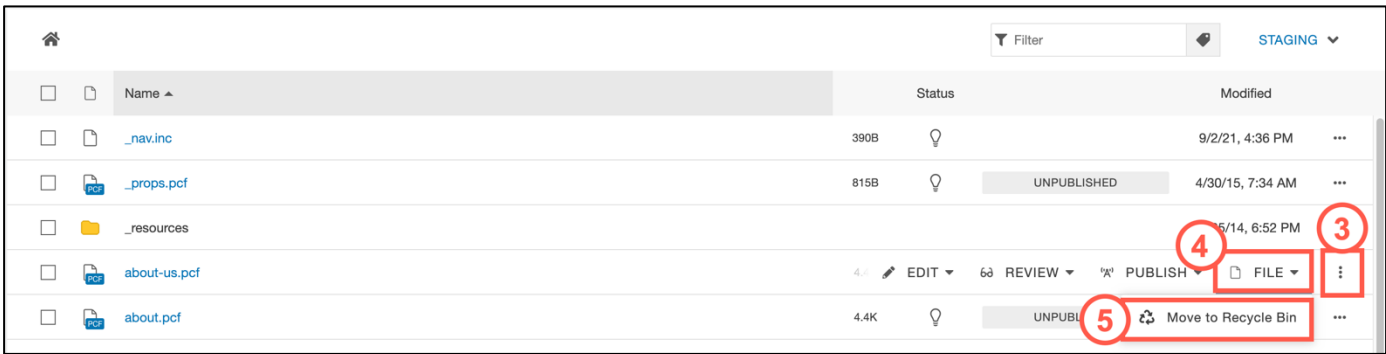 Filter
STAGING
Name
Status
Modified
_nav.inc 390B 9/2/21, 4:36 PM
PCF _props.pcf 815B UNPUBLISHED 4/30/15, 7:34 AM
_resources 5/14, 6:52 PM
3
4
PCF about-us.pcf EDIT REVIEW PUBLISH FILE
PCF about.pcf 4.4K UNPUBL 5 Move to Recycle Bin